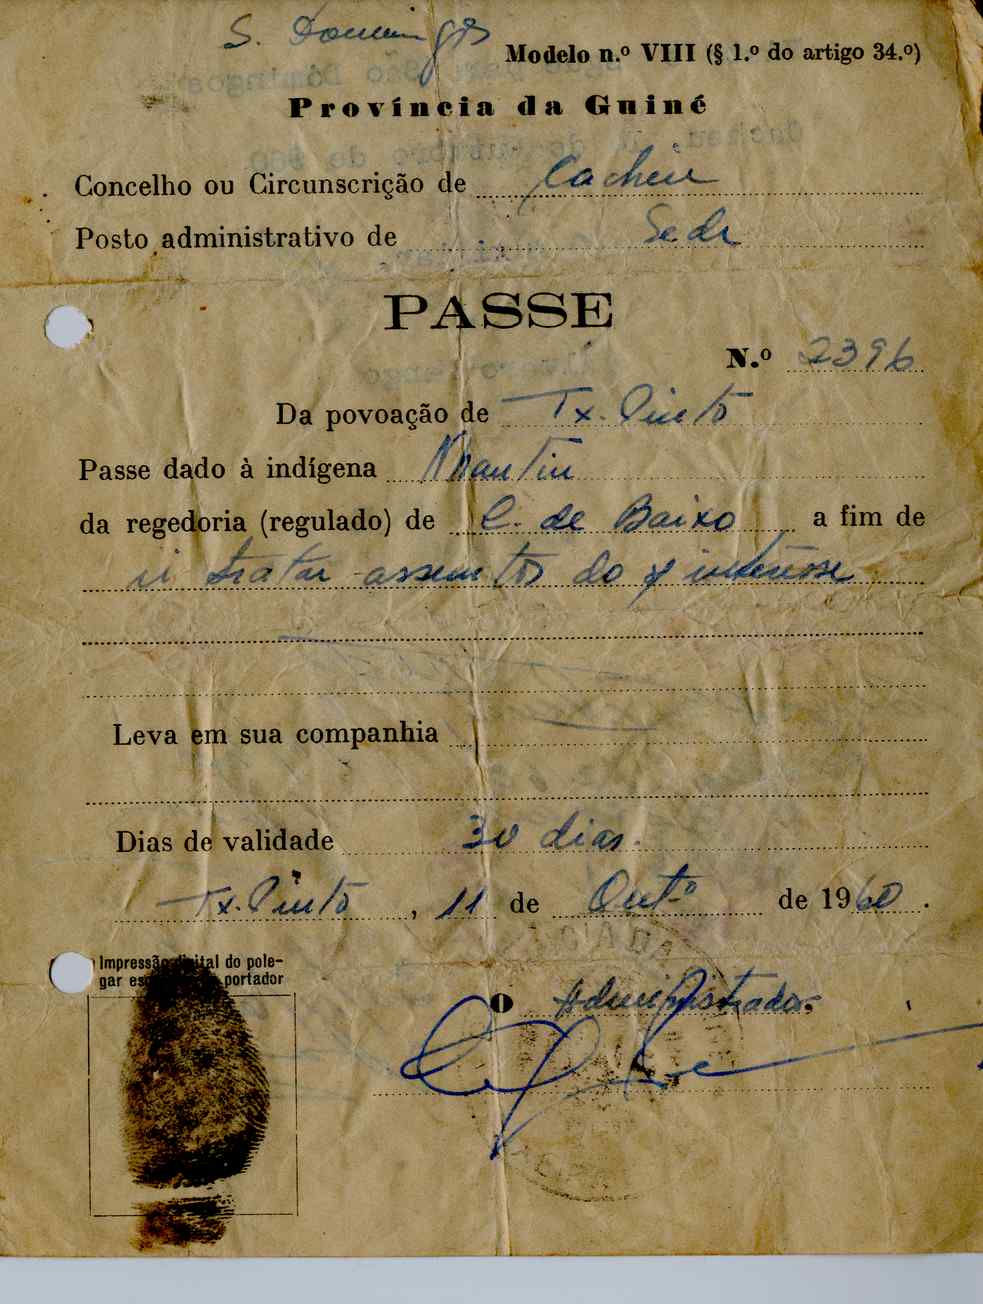 S. Domingos
Modelo n.º VIII (§ 1.º do artigo 34.º)
Província da Guiné
Concelho ou Circunscrição de Cacheu
Posto administrativo de Sede
PASSE
N.º 2396
Da povoação de Tx. Pinto
Passe dado à indígena
da regedoria (regulado) de C. de Baixo a fim de
ir tratar assuntos do s/ interesse
Leva em sua companhia
Dias de validade 30 dias.
Tx. Pinto, 11 de Outº de 1960.
Impressão digital do pole-
gar portador
O Administrador,